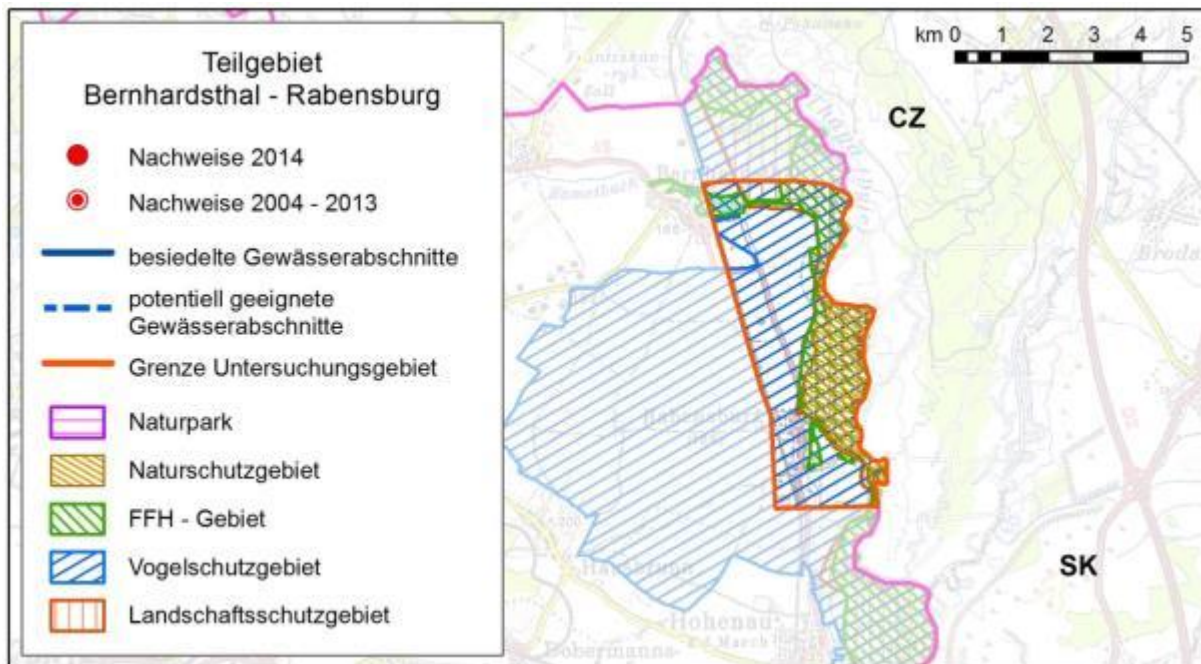 Teilgebiet
Bernhardsthal - Rabensburg
Nachweise 2014
Nachweise 2004 - 2013
besiedelte Gewässerabschnitte
potentiell geeignete
Gewässerabschnitte
Grenze Untersuchungsgebiet
Naturpark
Naturschutzgebiet
FFH - Gebiet
Vogelschutzgebiet
Landschaftsschutzgebiet
km 0 1 2 3 4 5
CZ
SK
Hohenau